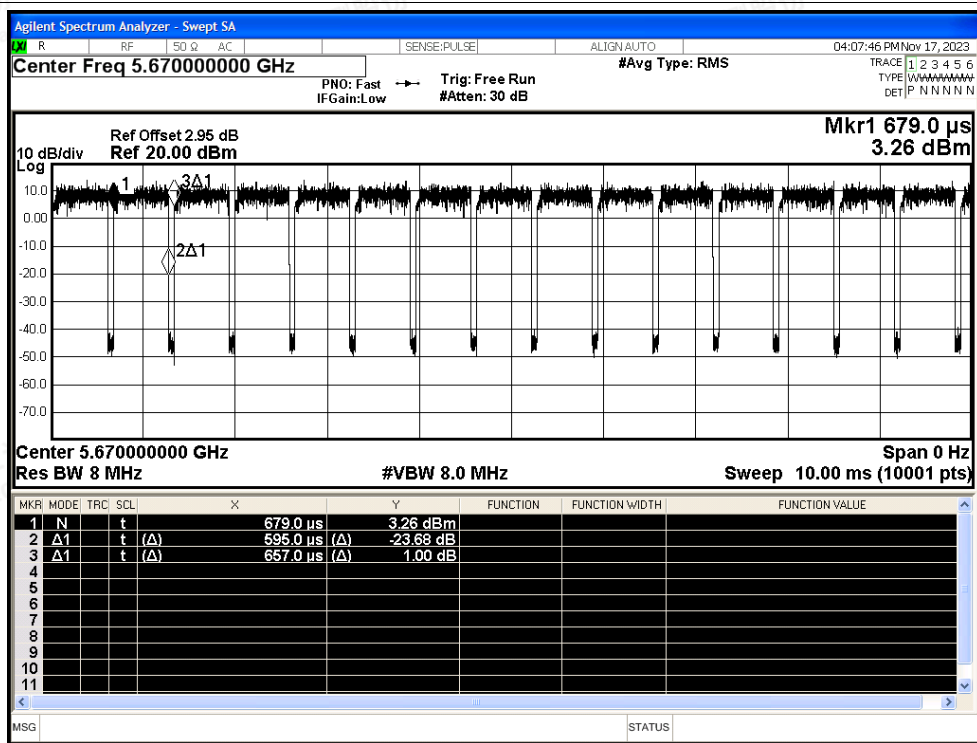 Agilent Spectrum Analyzer - Swept SA
LXI R RF 50 Ω AC SENSE:PULSE ALIGN AUTO 04:07:46 PM Nov 17, 2023
Center Freq 5.670000000 GHz
PNO: Fast Trig: Free Run
IFGain:Low #Atten: 30 dB
#Avg Type: RMS
TRACE 1 2 3 4 5 6
TYPE
DET P N N N N N
Ref Offset 2.95 dB
10 dB/div Ref 20.00 dBm
Log
Mkr1 679.0 µs
3.26 dBm
10.0
0.00
-10.0
-20.0
-30.0
-40.0
-50.0
-60.0
-70.0
1 3Δ1
2Δ1
Center 5.670000000 GHz Span 0 Hz
Res BW 8 MHz #VBW 8.0 MHz Sweep 10.00 ms (10001 pts)
MKR MODE TRC SCL X Y FUNCTION FUNCTION WIDTH FUNCTION VALUE
1 N t 679.0 µs 3.26 dBm
2 Δ1 t (Δ) 595.0 µs (Δ) -23.68 dB
3 Δ1 t (Δ) 657.0 µs (Δ) 1.00 dB
4
5
6
7
8
9
10
11
MSG STATUS